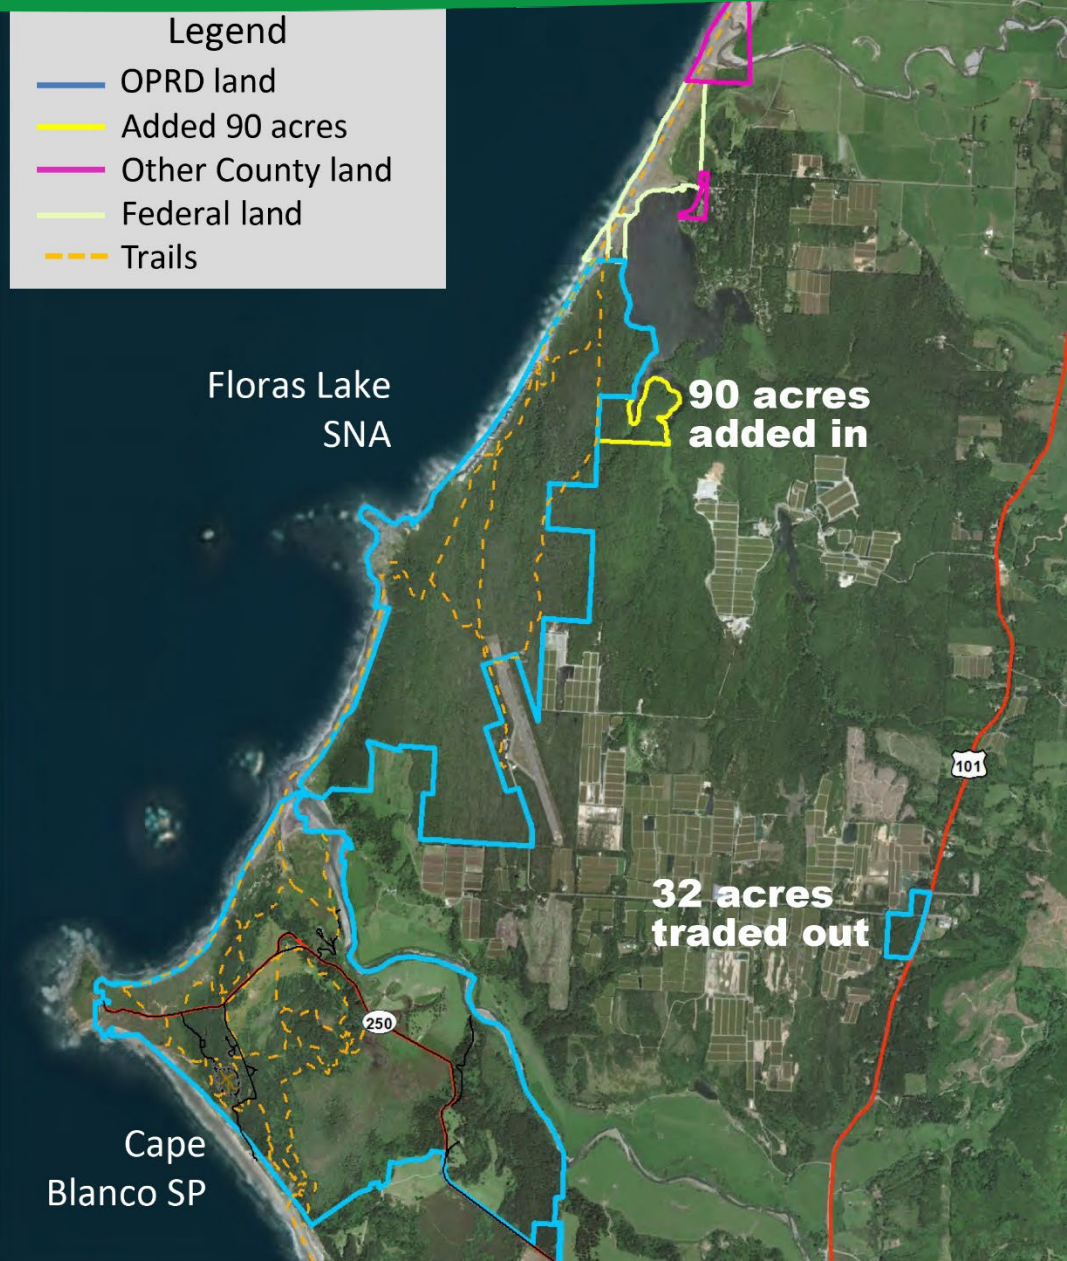 Legend
OPRD land
Added 90 acres
Other County land
Federal land
Trails
Floras Lake
SNA
90 acres
added in
101
32 acres
traded out
250
Cape
Blanco SP